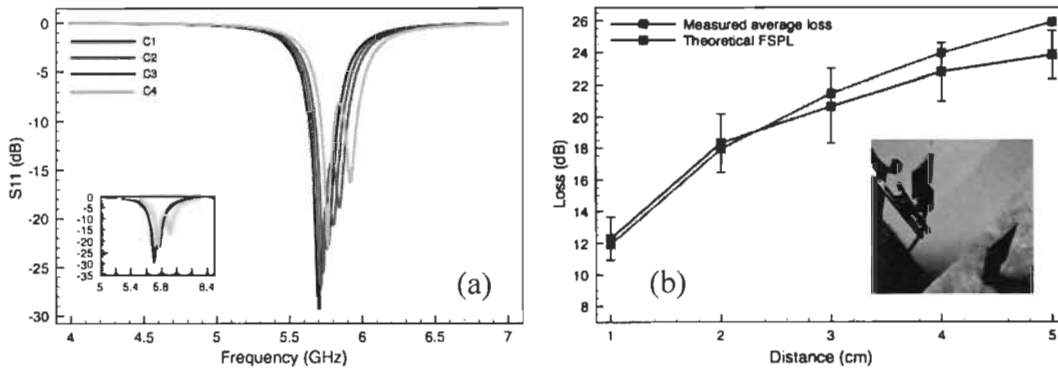 0
-5
-10
-15
-20
-25
-30
S11 (dB)
C1
C2
C3
C4
0
-5
-10
-15
-20
-25
-30
-35
5 5.4 5.8 6.4
(a)
4 4.5 5 5.5 6 6.5 7
Frequency (GHz)
26
24
22
20
18
16
14
12
10
8
Loss (dB)
Measured average loss
Theoretical FSPL
(b)
1 2 3 4 5
Distance (cm)